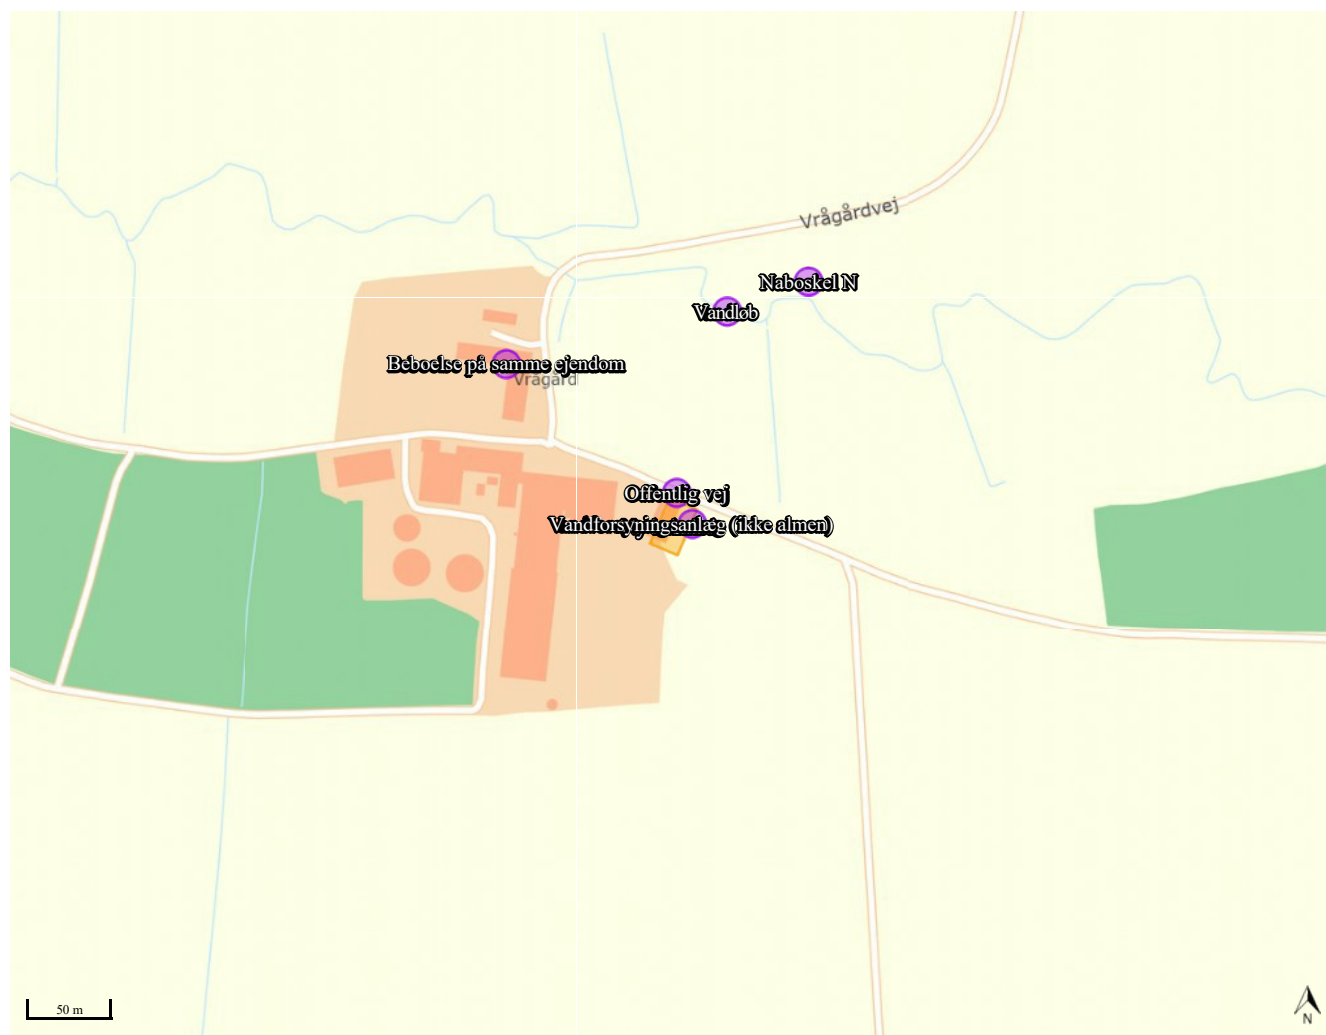 Vrågårdvej
Naboskel N
Vandløb
Beboelse på samme ejendom
Vrågård
Offentlig vej
Vandforsyningsanlæg (ikke almen)
50 m
N